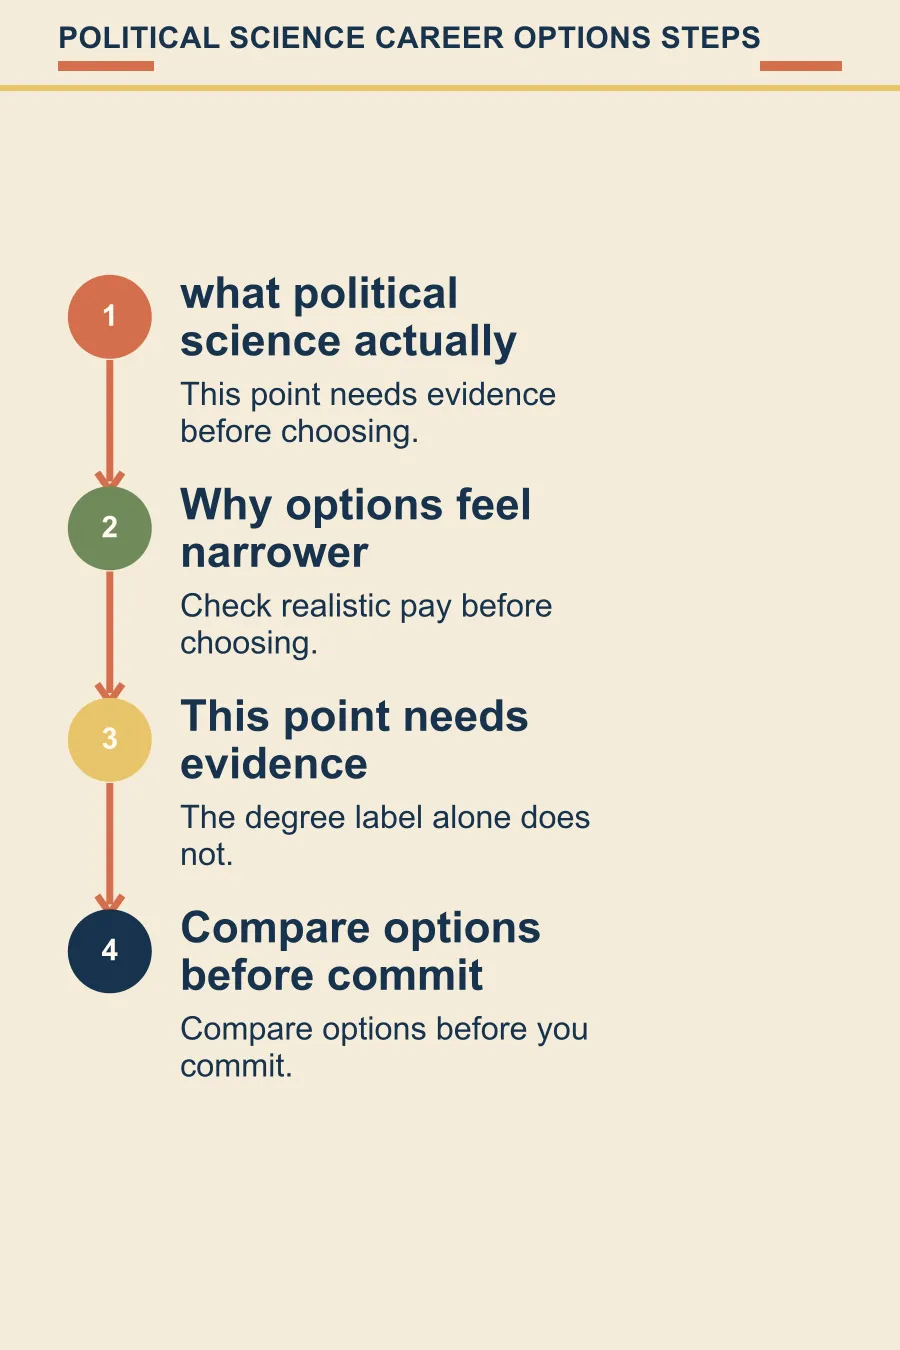 POLITICAL SCIENCE CAREER OPTIONS STEPS
1
what political
science actually
This point needs evidence
before choosing.
2
Why options feel
narrower
Check realistic pay before
choosing.
3
This point needs
evidence
The degree label alone does
not.
4
Compare options
before commit
Compare options before you
commit.